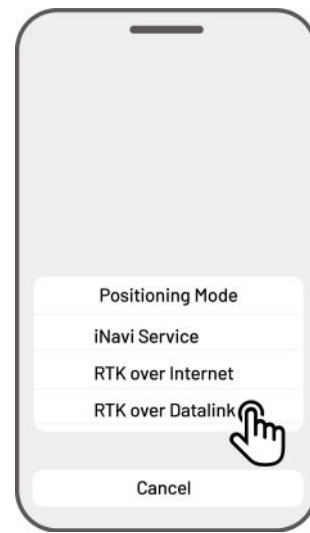 Positioning Mode
iNavi Service
RTK over Internet
RTK over Datalink
Cancel